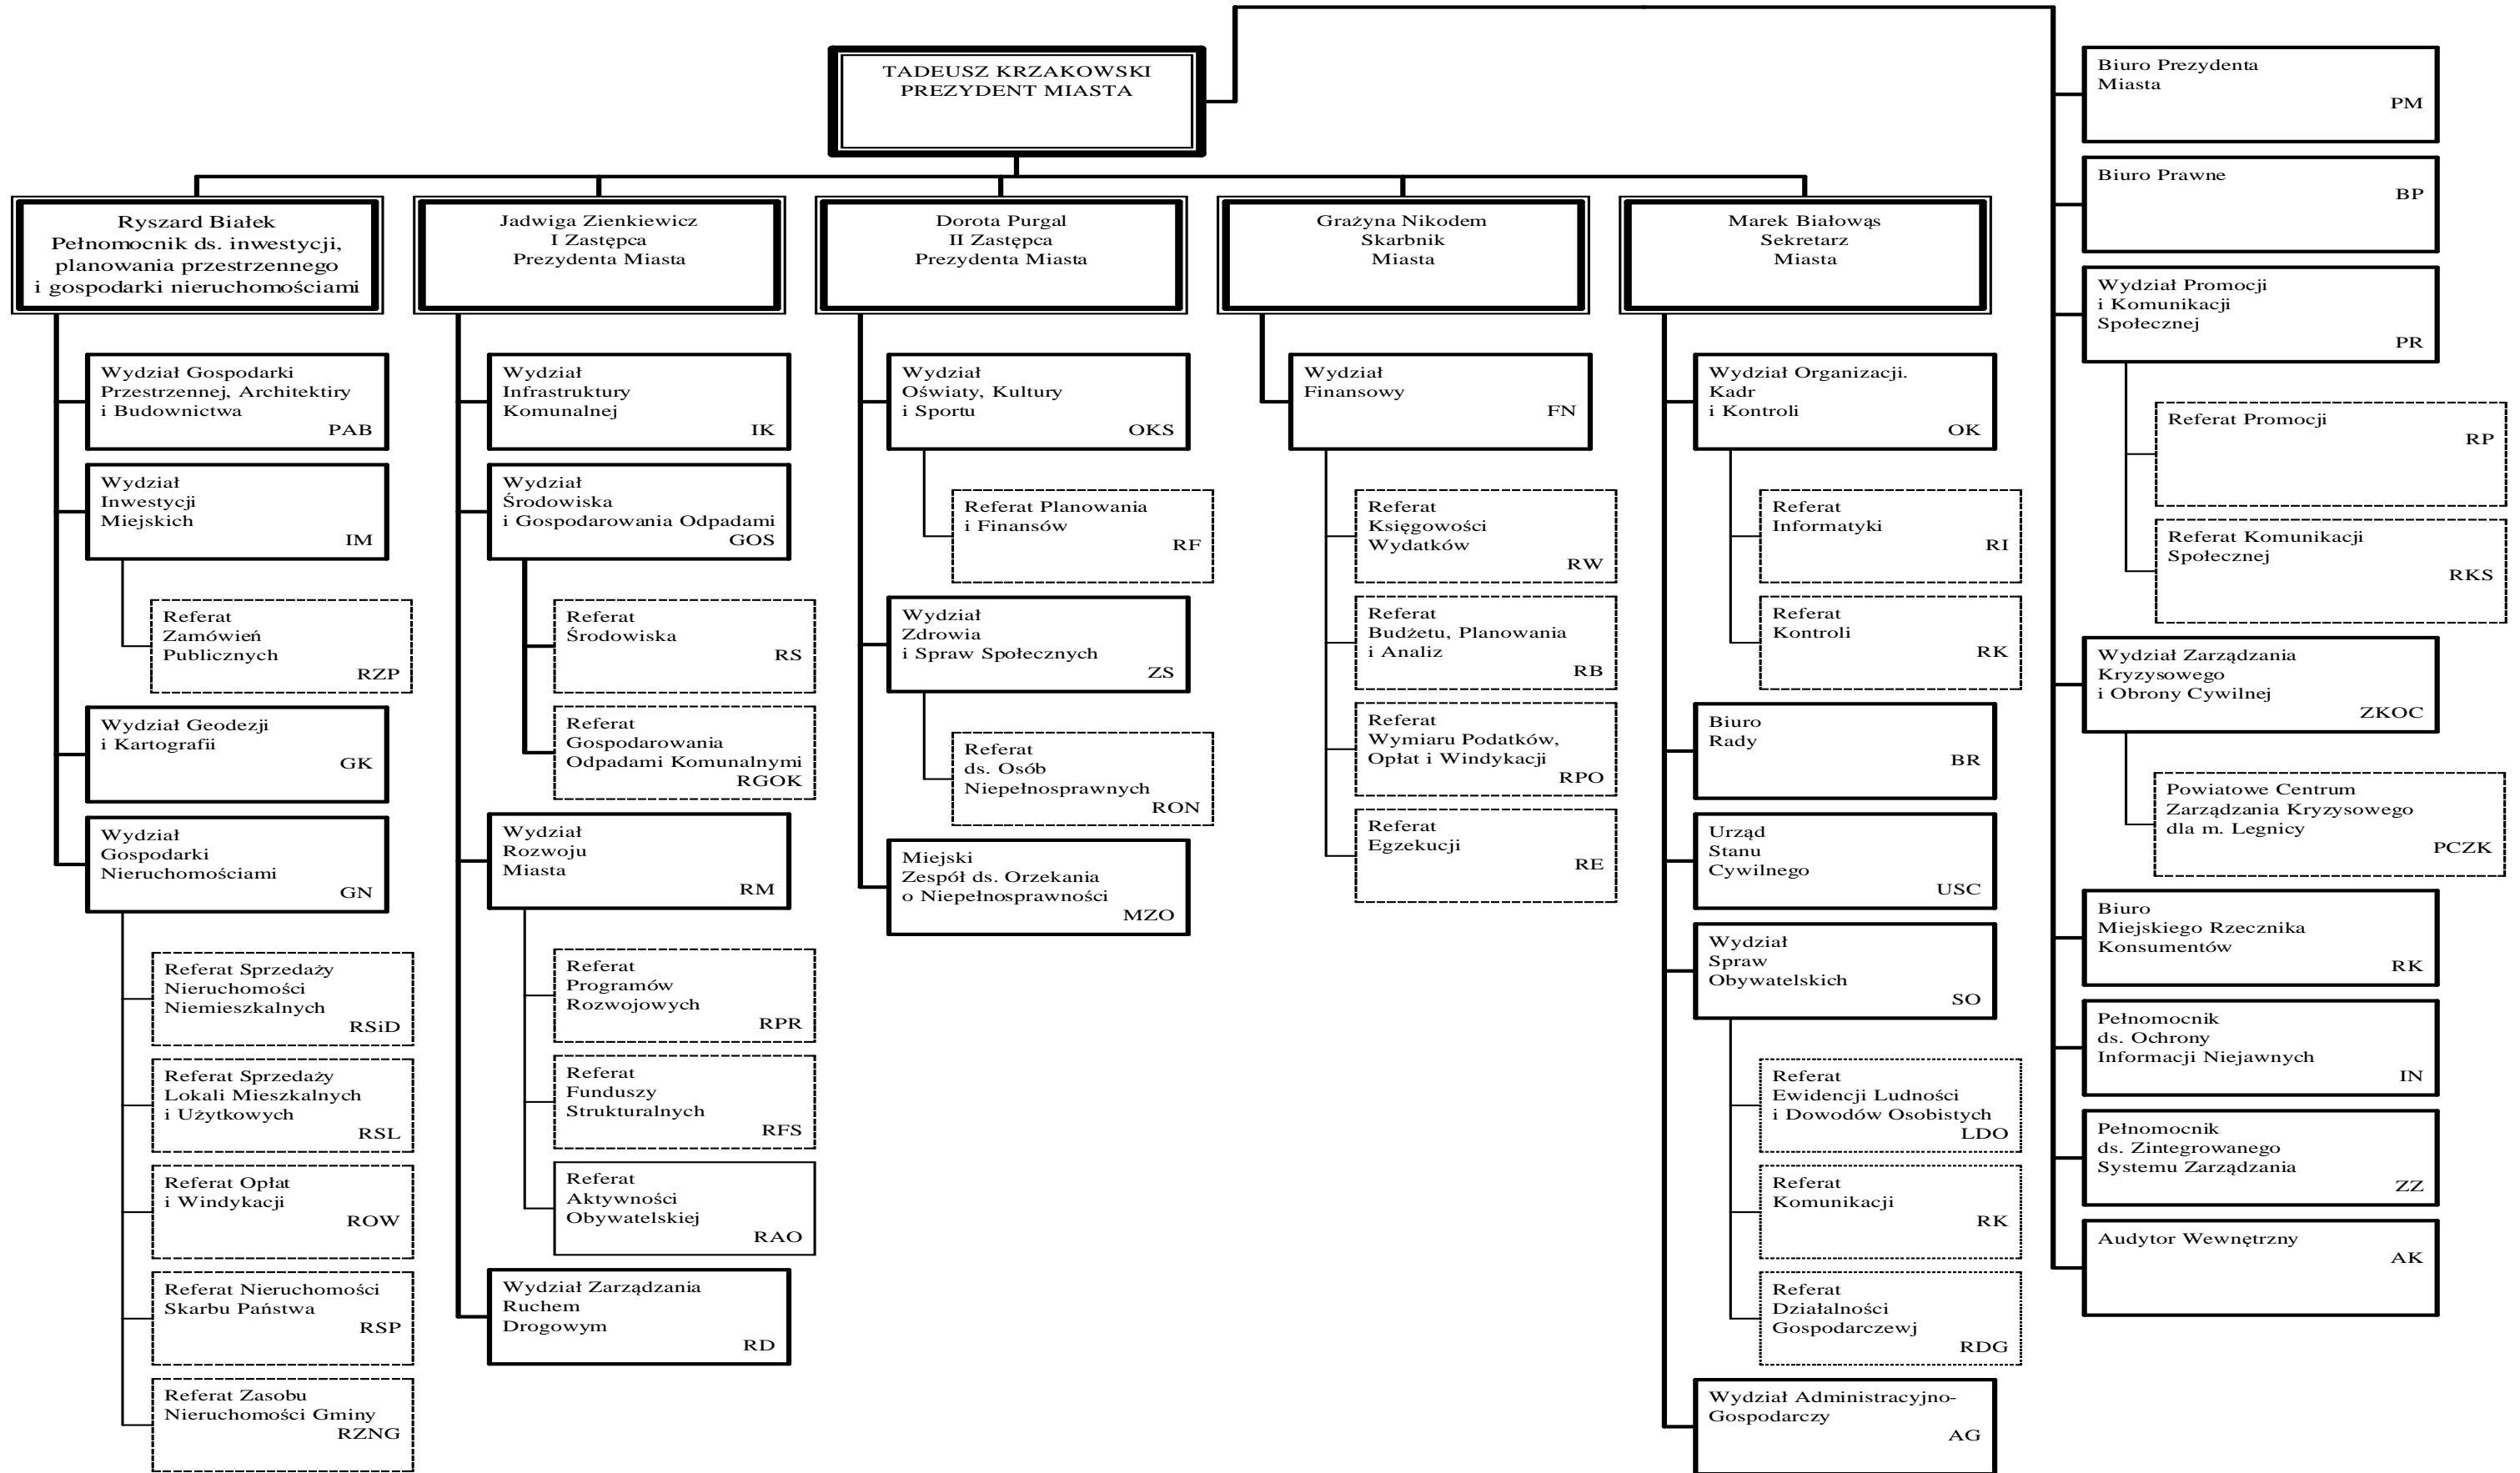 TADEUSZ KRZAKOWSKI
PREZYDENT MIASTA
Ryszard Białek
Pełnomocnik ds. inwestycji,
planowania przestrzennego
i gospodarki nieruchomościami
Wydział Gospodarki
Przestrzennej, Architektiry
i Budownictwa
PAB
Wydział
Inwestycji
Miejskich
IM
Referat
Zamówień
Publicznych
RZP
Wydział Geodezji
i Kartografii
GK
Wydział
Gospodarki
Nieruchomościami
GN
Referat Sprzedaży
Nieruchomości
Niemieszkalnych
RSiD
Referat Sprzedaży
Lokali Mieszkalnych
i Użytkowych
RSL
Referat Opłat
i Windykacji
ROW
Referat Nieruchomości
Skarbu Państwa
RSP
Referat Zasobu
Nieruchomości Gminy
RZNG
Jadwiga Zienkiewicz
I Zastępca
Prezydenta Miasta
Wydział
Infrastruktury
Komunalnej
IK
Wydział
Środowiska
i Gospodarowania Odpadami
GOS
Referat
Środowiska
RS
Referat
Gospodarowania
Odpadami Komunalnymi
RGOK
Wydział
Rozwoju
Miasta
RM
Referat
Programów
Rozwojowych
RPR
Referat
Funduszy
Strukturalnych
RFS
Referat
Aktywności
Obywatelskiej
RAO
Wydział Zarządzania
Ruchem
Drogowym
RD
Dorota Purgal
II Zastępca
Prezydenta Miasta
Wydział
Oświaty, Kultury
i Sportu
OKS
Referat Planowania
i Finansów
RF
Wydział
Zdrowia
i Spraw Społecznych
ZS
Referat
ds. Osób
Niepełnosprawnych
RON
Miejski
Zespół ds. Orzekania
o Niepełnosprawności
MZO
Grażyna Nikodem
Skarbnik
Miasta
Wydział
Finansowy
FN
Referat
Księgowości
Wydatków
RW
Referat
Budżetu, Planowania
i Analiz
RB
Referat
Wymiaru Podatków,
Opłat i Windykacji
RPO
Referat
Egzekucji
RE
Marek Białowąs
Sekretarz
Miasta
Wydział Organizacji.
Kadr
i Kontroli
OK
Referat
Informatyki
RI
Referat
Kontroli
RK
Biuro
Rady
BR
Urząd
Stanu
Cywilnego
USC
Wydział
Spraw
Obywatelskich
SO
Referat
Ewidencji Ludności
i Dowodów Osobistych
LDO
Referat
Komunikacji
RK
Referat
Działalności
Gospodarczewj
RDG
Wydział Administracyjno-
Gospodarczy
AG
Biuro Prezydenta
Miasta
PM
Biuro Prawne
BP
Wydział Promocji
i Komunikacji
Społecznej
PR
Referat Promocji
RP
Referat Komunikacji
Społecznej
RKS
Wydział Zarządzania
Kryzysowego
i Obrony Cywilnej
ZKOC
Powiatowe Centrum
Zarządzania Kryzysowego
dla m. Legnicy
PCZK
Biuro
Miejskiego Rzecznika
Konsumentów
RK
Pełnomocnik
ds. Ochrony
Informacji Niejawnych
IN
Pełnomocnik
ds. Zintegrowanego
Systemu Zarządzania
ZZ
Audytor Wewnętrzny
AK